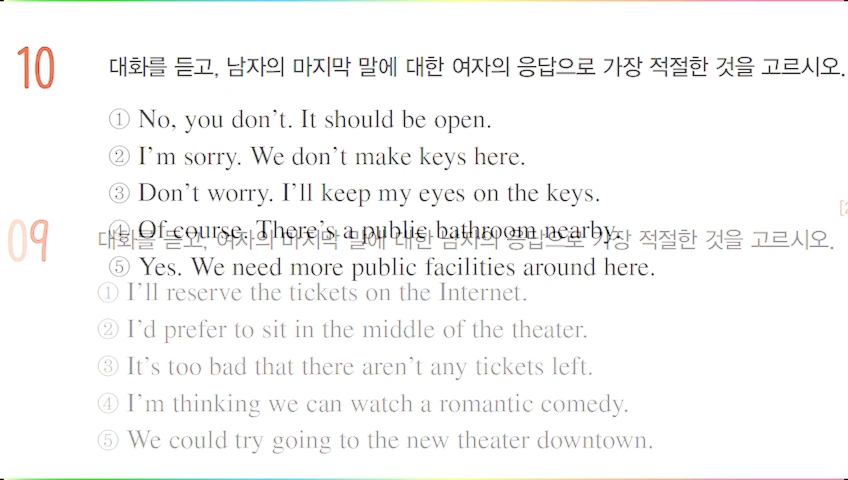 10
대화를 듣고, 남자의 마지막 말에 대한 여자의 응답으로 가장 적절한 것을 고르시오.
① No, you don't. It should be open.
② I'm sorry. We don't make keys here.
③ Don't worry. I'll keep my eyes on the keys.
④ Of course. There's a public bathroom nearby.
⑤ Yes. We need more public facilities around here.
09
대화를 듣고, 여자의 마지막 말에 대한 남자의 응답으로 가장 적절한 것을 고르시오.
① I'll reserve the tickets on the Internet.
② I'd prefer to sit in the middle of the theater.
③ It's too bad that there aren't any tickets left.
④ I'm thinking we can watch a romantic comedy.
⑤ We could try going to the new theater downtown.